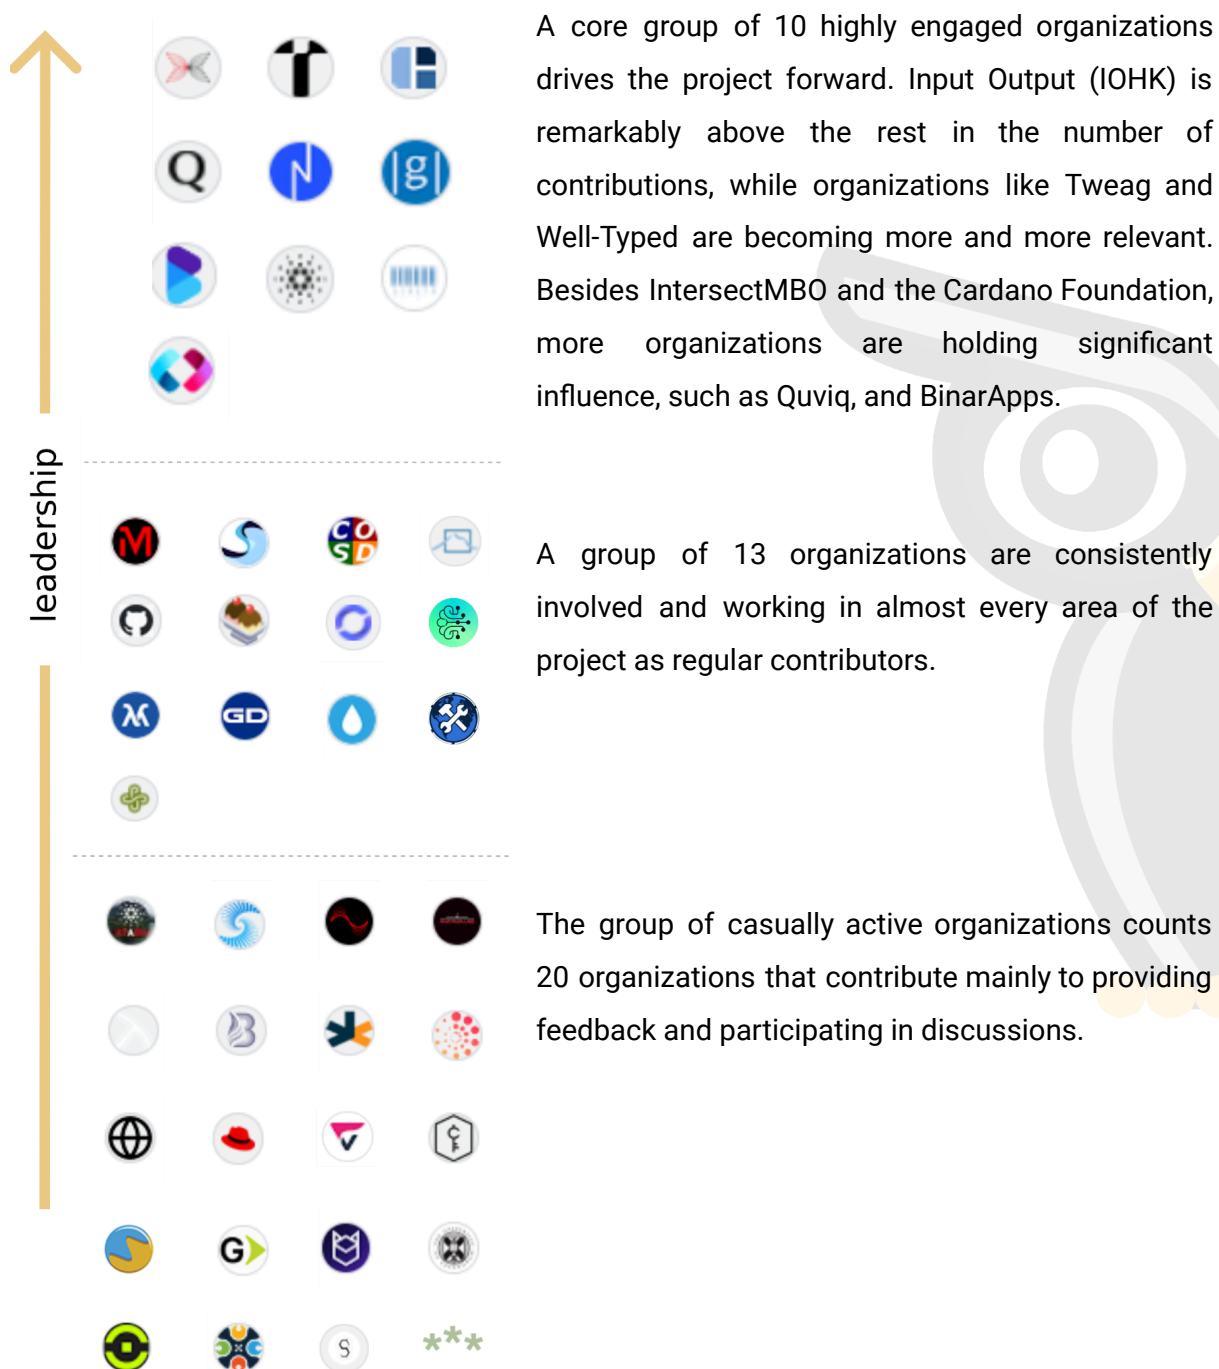 A core group of 10 highly engaged organizations
drives the project forward. Input Output (IOHK) is
remarkably above the rest in the number of
contributions, while organizations like Tweag and
Well-Typed are becoming more and more relevant.
Besides IntersectMBO and the Cardano Foundation,
more organizations are holding significant
influence, such as Quviq, and BinarApps.
Q
N
|g|
leadership
M
S
CO
SD
A group of 13 organizations are consistently
involved and working in almost every area of the
project as regular contributors.
GD
The group of casually active organizations counts
20 organizations that contribute mainly to providing
feedback and participating in discussions.
B
V
G
S
***